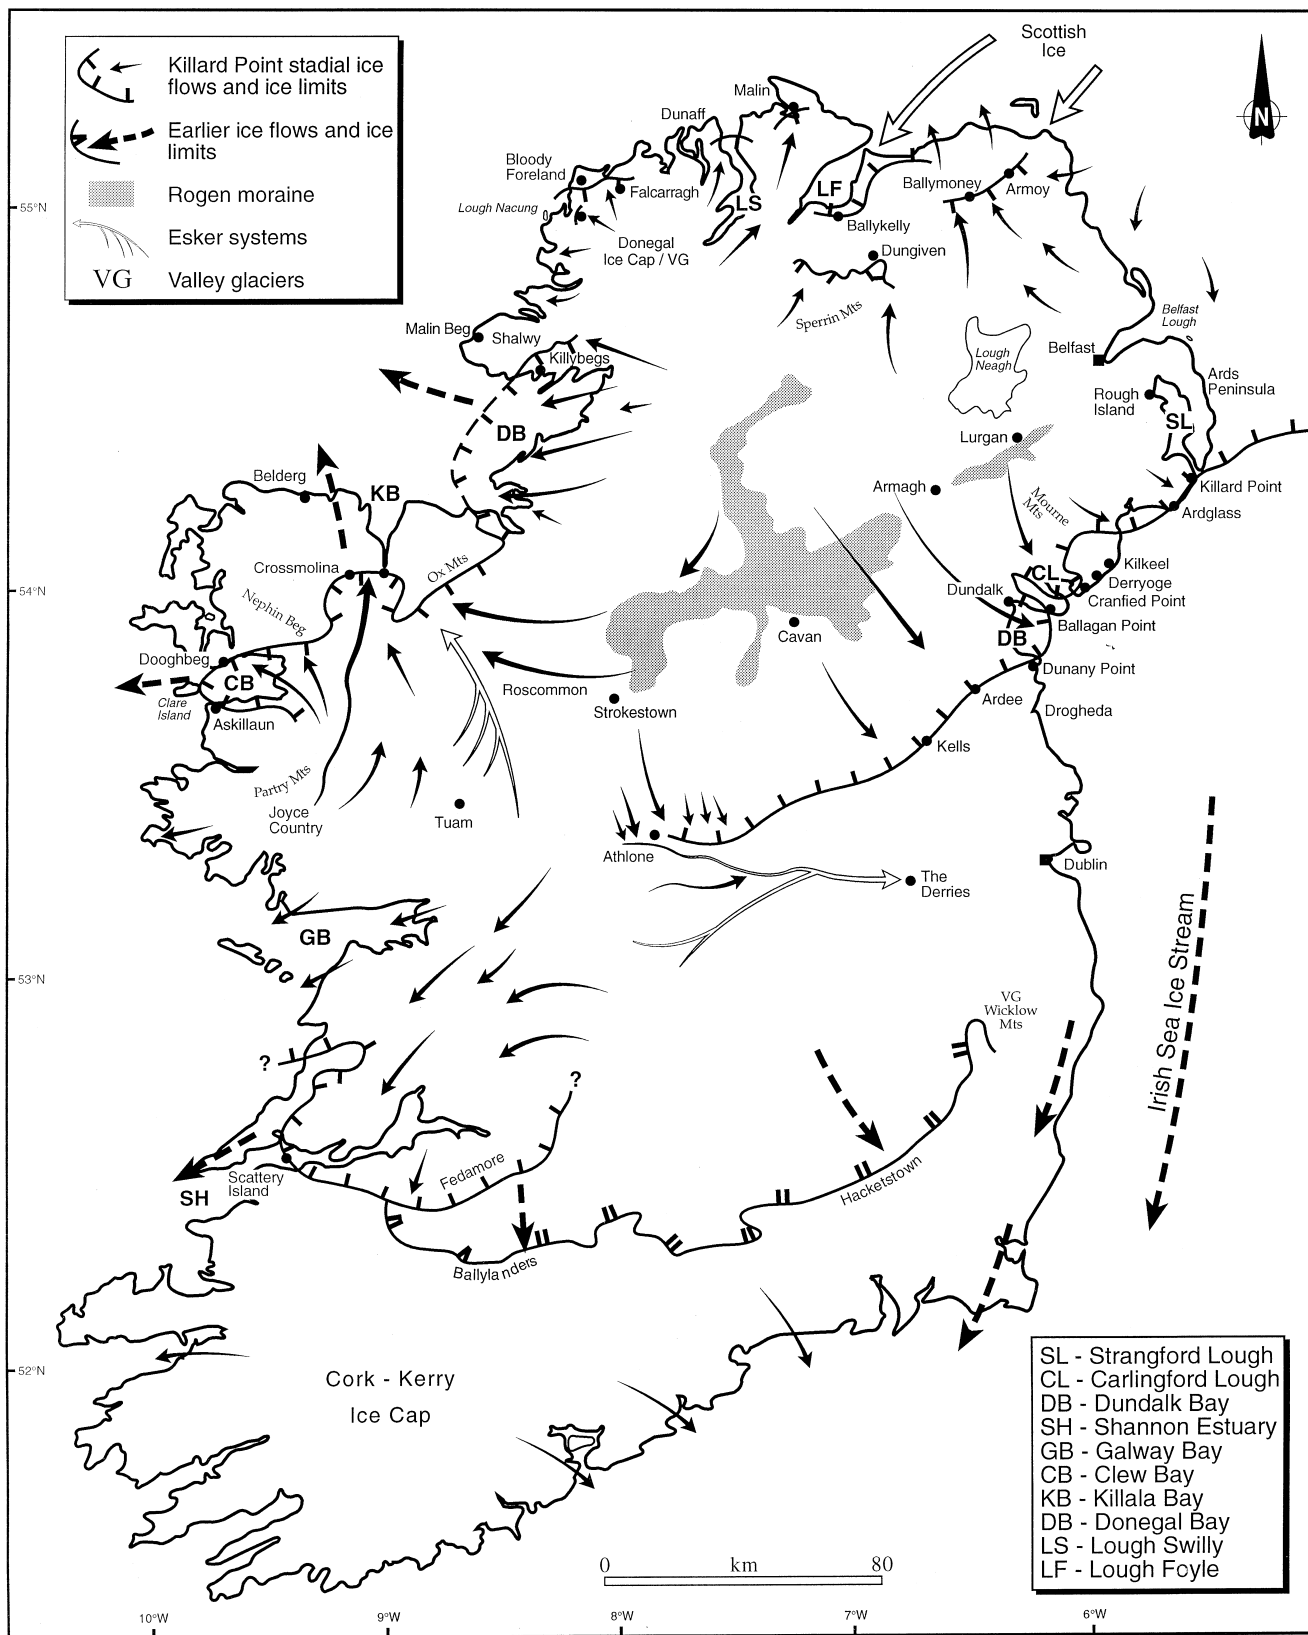 Killard Point stadial ice
flows and ice limits
Earlier ice flows and ice
limits
Rogen moraine
Esker systems
VG Valley glaciers
Scottish
Ice
N
Malin
Dunaff
Bloody
Foreland
Falcarragh
Lough Nacung
LS
LF
Ballykelly
Ballymoney
Armoy
55°N
Donegal
Ice Cap / VG
Dungiven
Sperrin Mts
Malin Beg
Shalwy
Killybegs
Lough
Neagh
Belfast
Belfast
Lough
Ards
Peninsula
Rough
Island
SL
DB
Lurgan
Belderg
KB
Armagh
Killard Point
Ardglass
Mourne
Mts
Crossmolina
Ox Mts
Nephin Beg
54°N
Dundalk
CL
Kilkeel
Derryoge
Cranfied Point
Ballagan Point
DB
Dunany Point
Cavan
Dooghbeg
CB
Clare
Island
Askillaun
Roscommon
Strokestown
Ardee
Drogheda
Kells
Partry Mts
Joyce
Country
Tuam
Athlone
The
Derries
Dublin
GB
53°N
Irish Sea Ice Stream
VG
Wicklow
Mts
?
?
Scattery
Island
SH
Fedamore
Hacketstown
Ballylanders
52°N
Cork - Kerry
Ice Cap
0 km 80
SL - Strangford Lough
CL - Carlingford Lough
DB - Dundalk Bay
SH - Shannon Estuary
GB - Galway Bay
CB - Clew Bay
KB - Killala Bay
DB - Donegal Bay
LS - Lough Swilly
LF - Lough Foyle
10°W 9°W 8°W 7°W 6°W